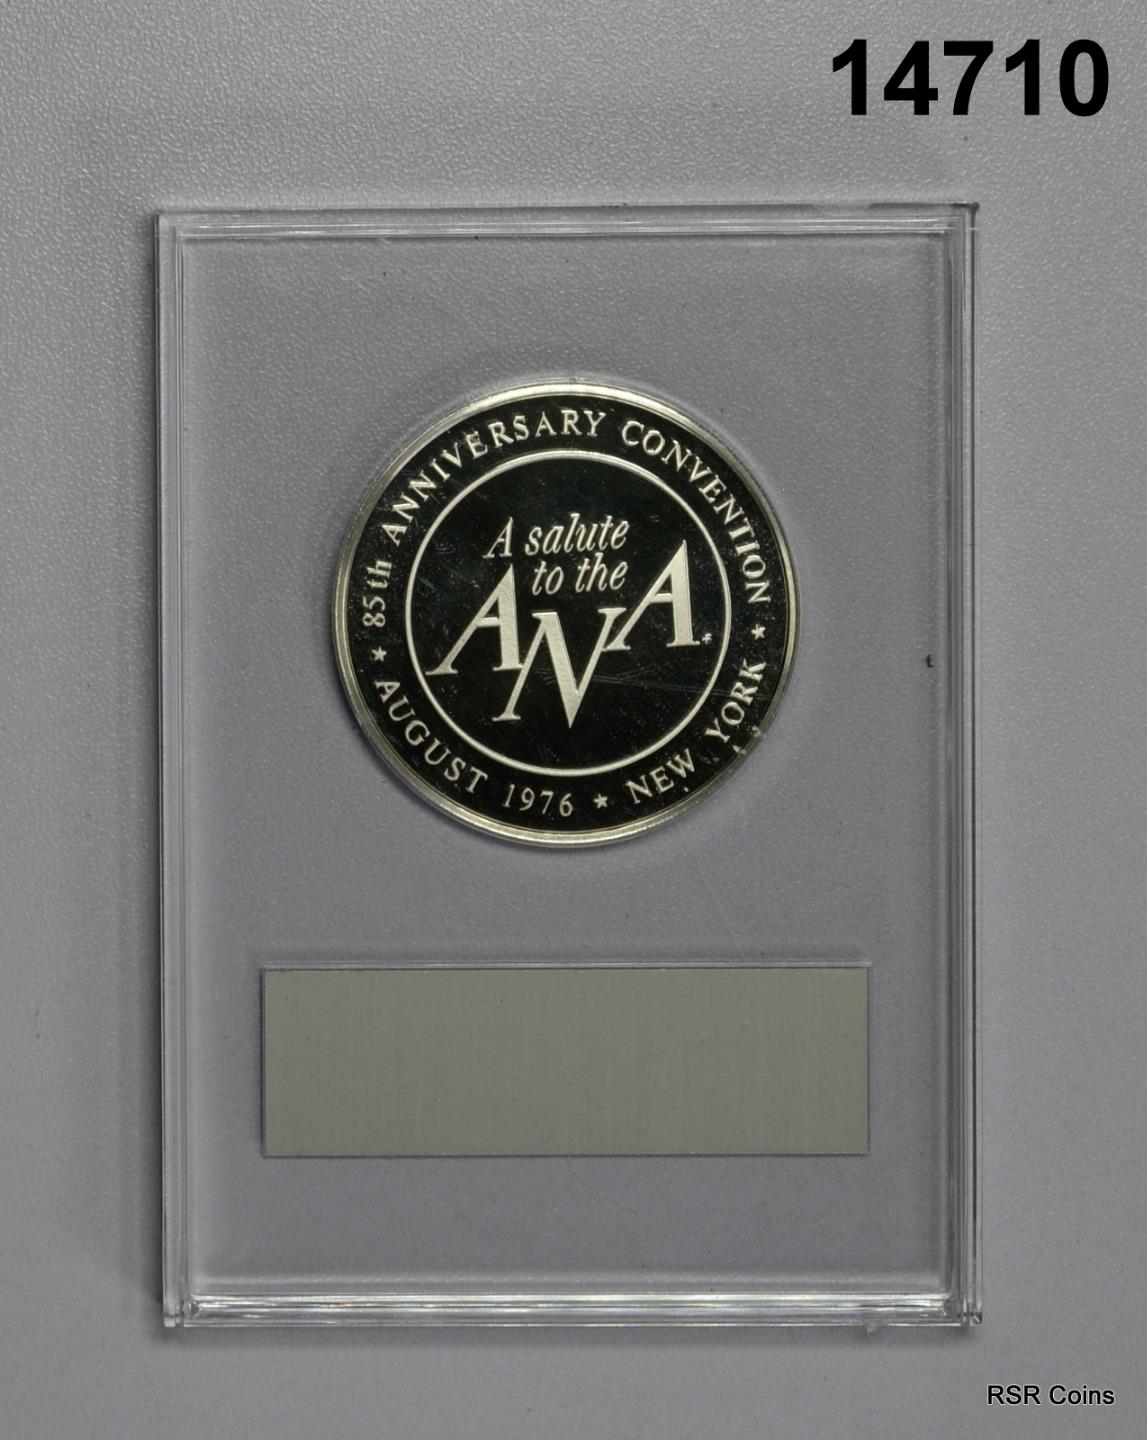 14710
85th ANNIVERSARY CONVENTION
A salute
to the
ANA
★ AUGUST 1976 ★ NEW YORK ★
RSR Coins